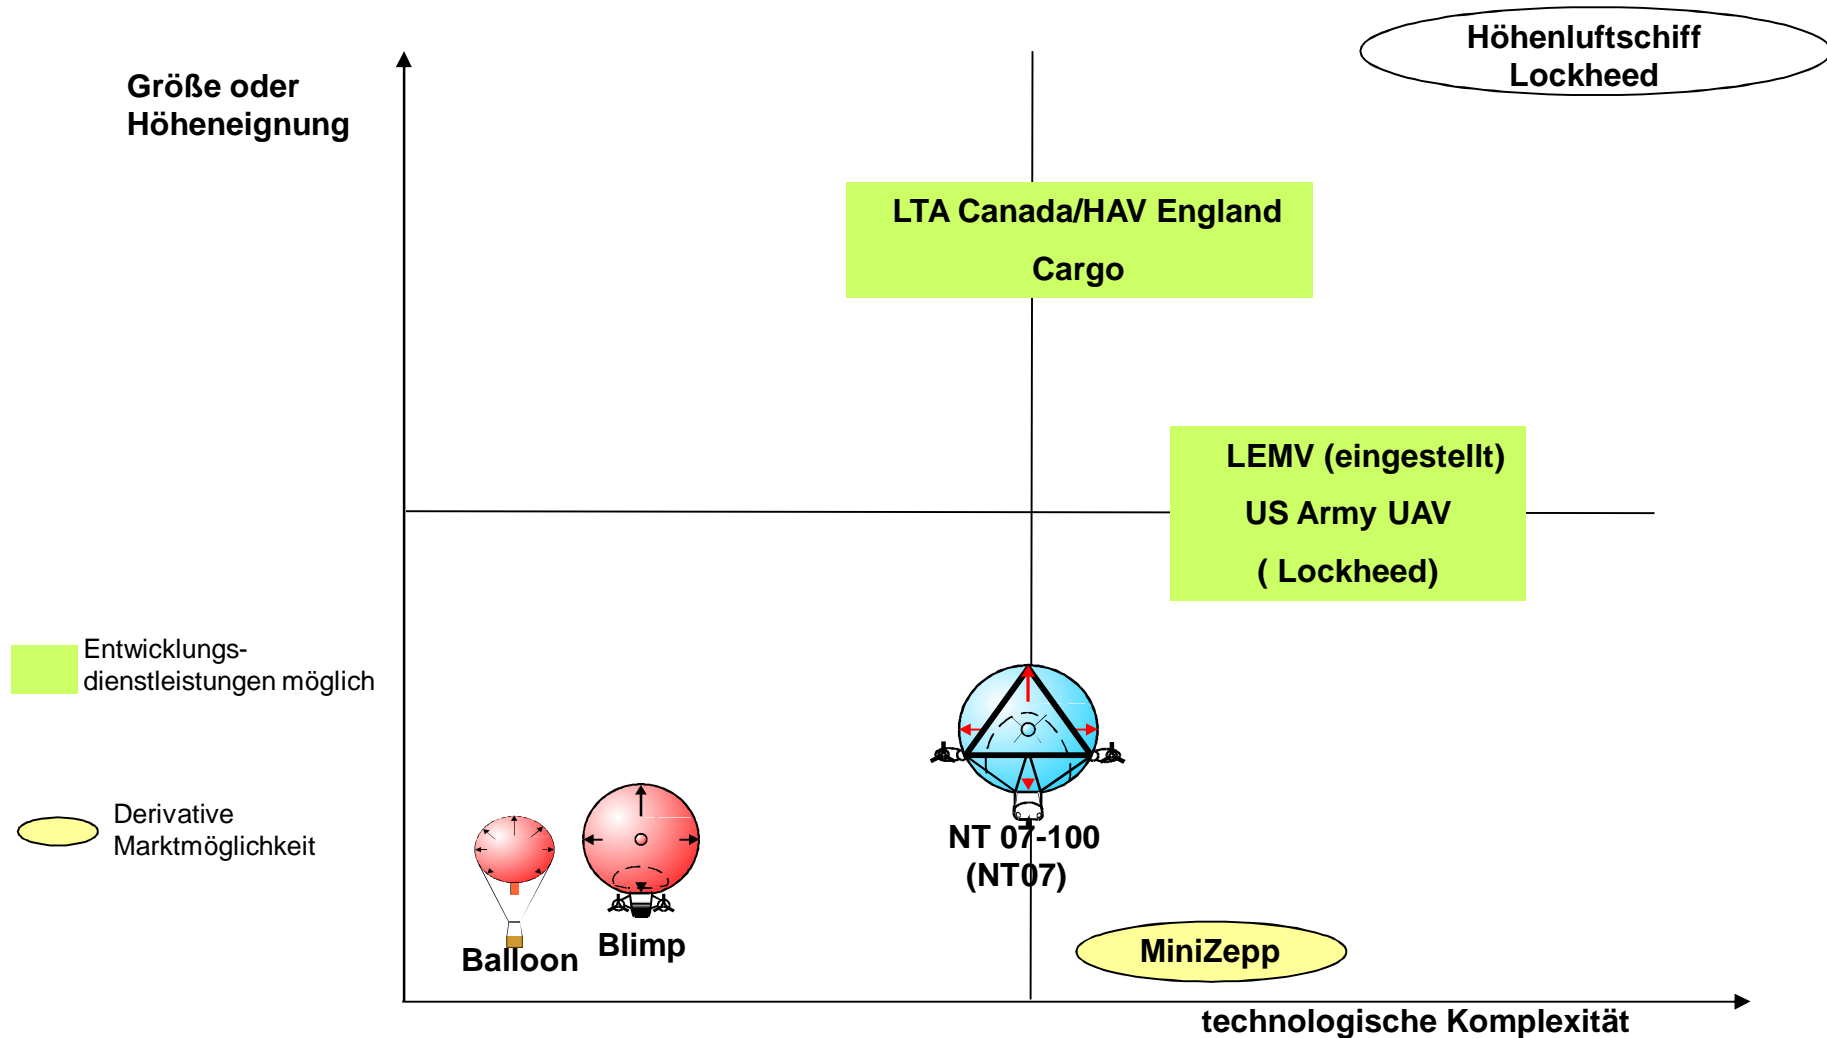 Höhenluftschiff
Lockheed
Größe oder
Höheneignung
LTA Canada/HAV England
Cargo
LEMV (eingestellt)
US Army UAV
( Lockheed)
Entwicklungs-
dienstleistungen möglich
Derivative
Marktmöglichkeit
NT 07-100
(NT07)
Balloon
Blimp
MiniZepp
technologische Komplexität